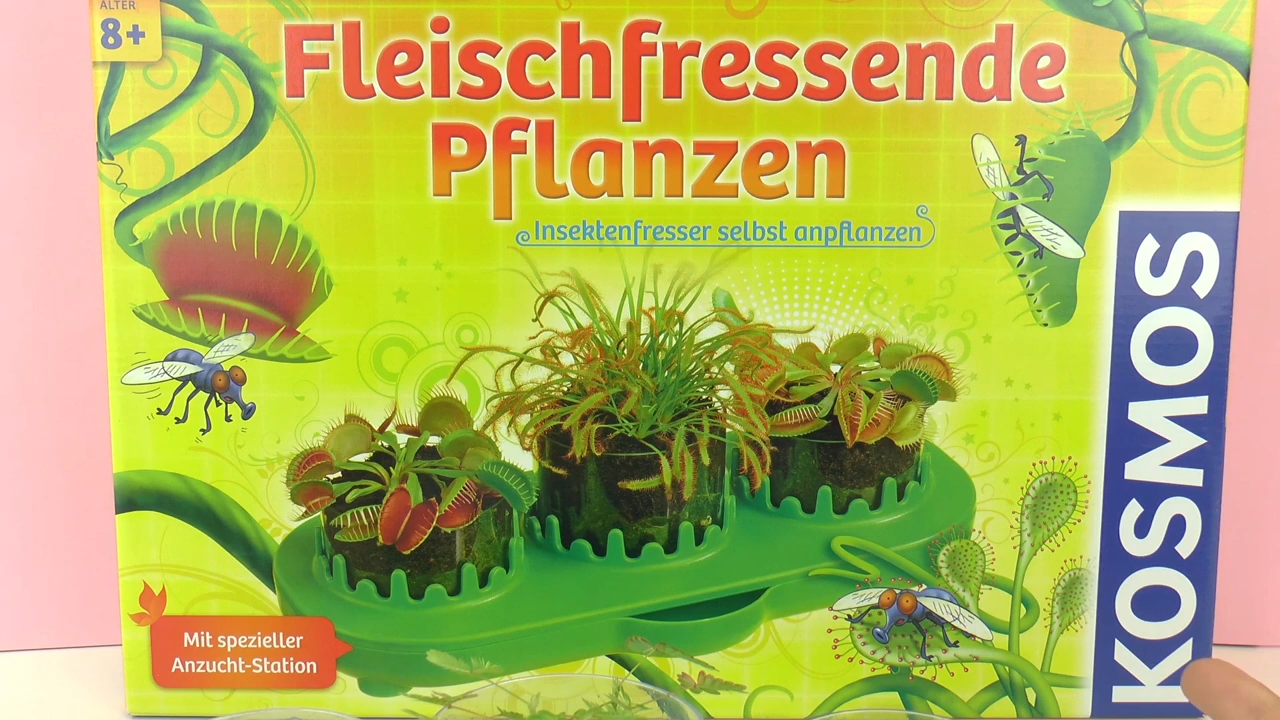 ALTER
8+
Fleischfressende
Pflanzen
Insektenfresser selbst anpflanzen
KOSMOS
Mit spezieller
Anzucht-Station